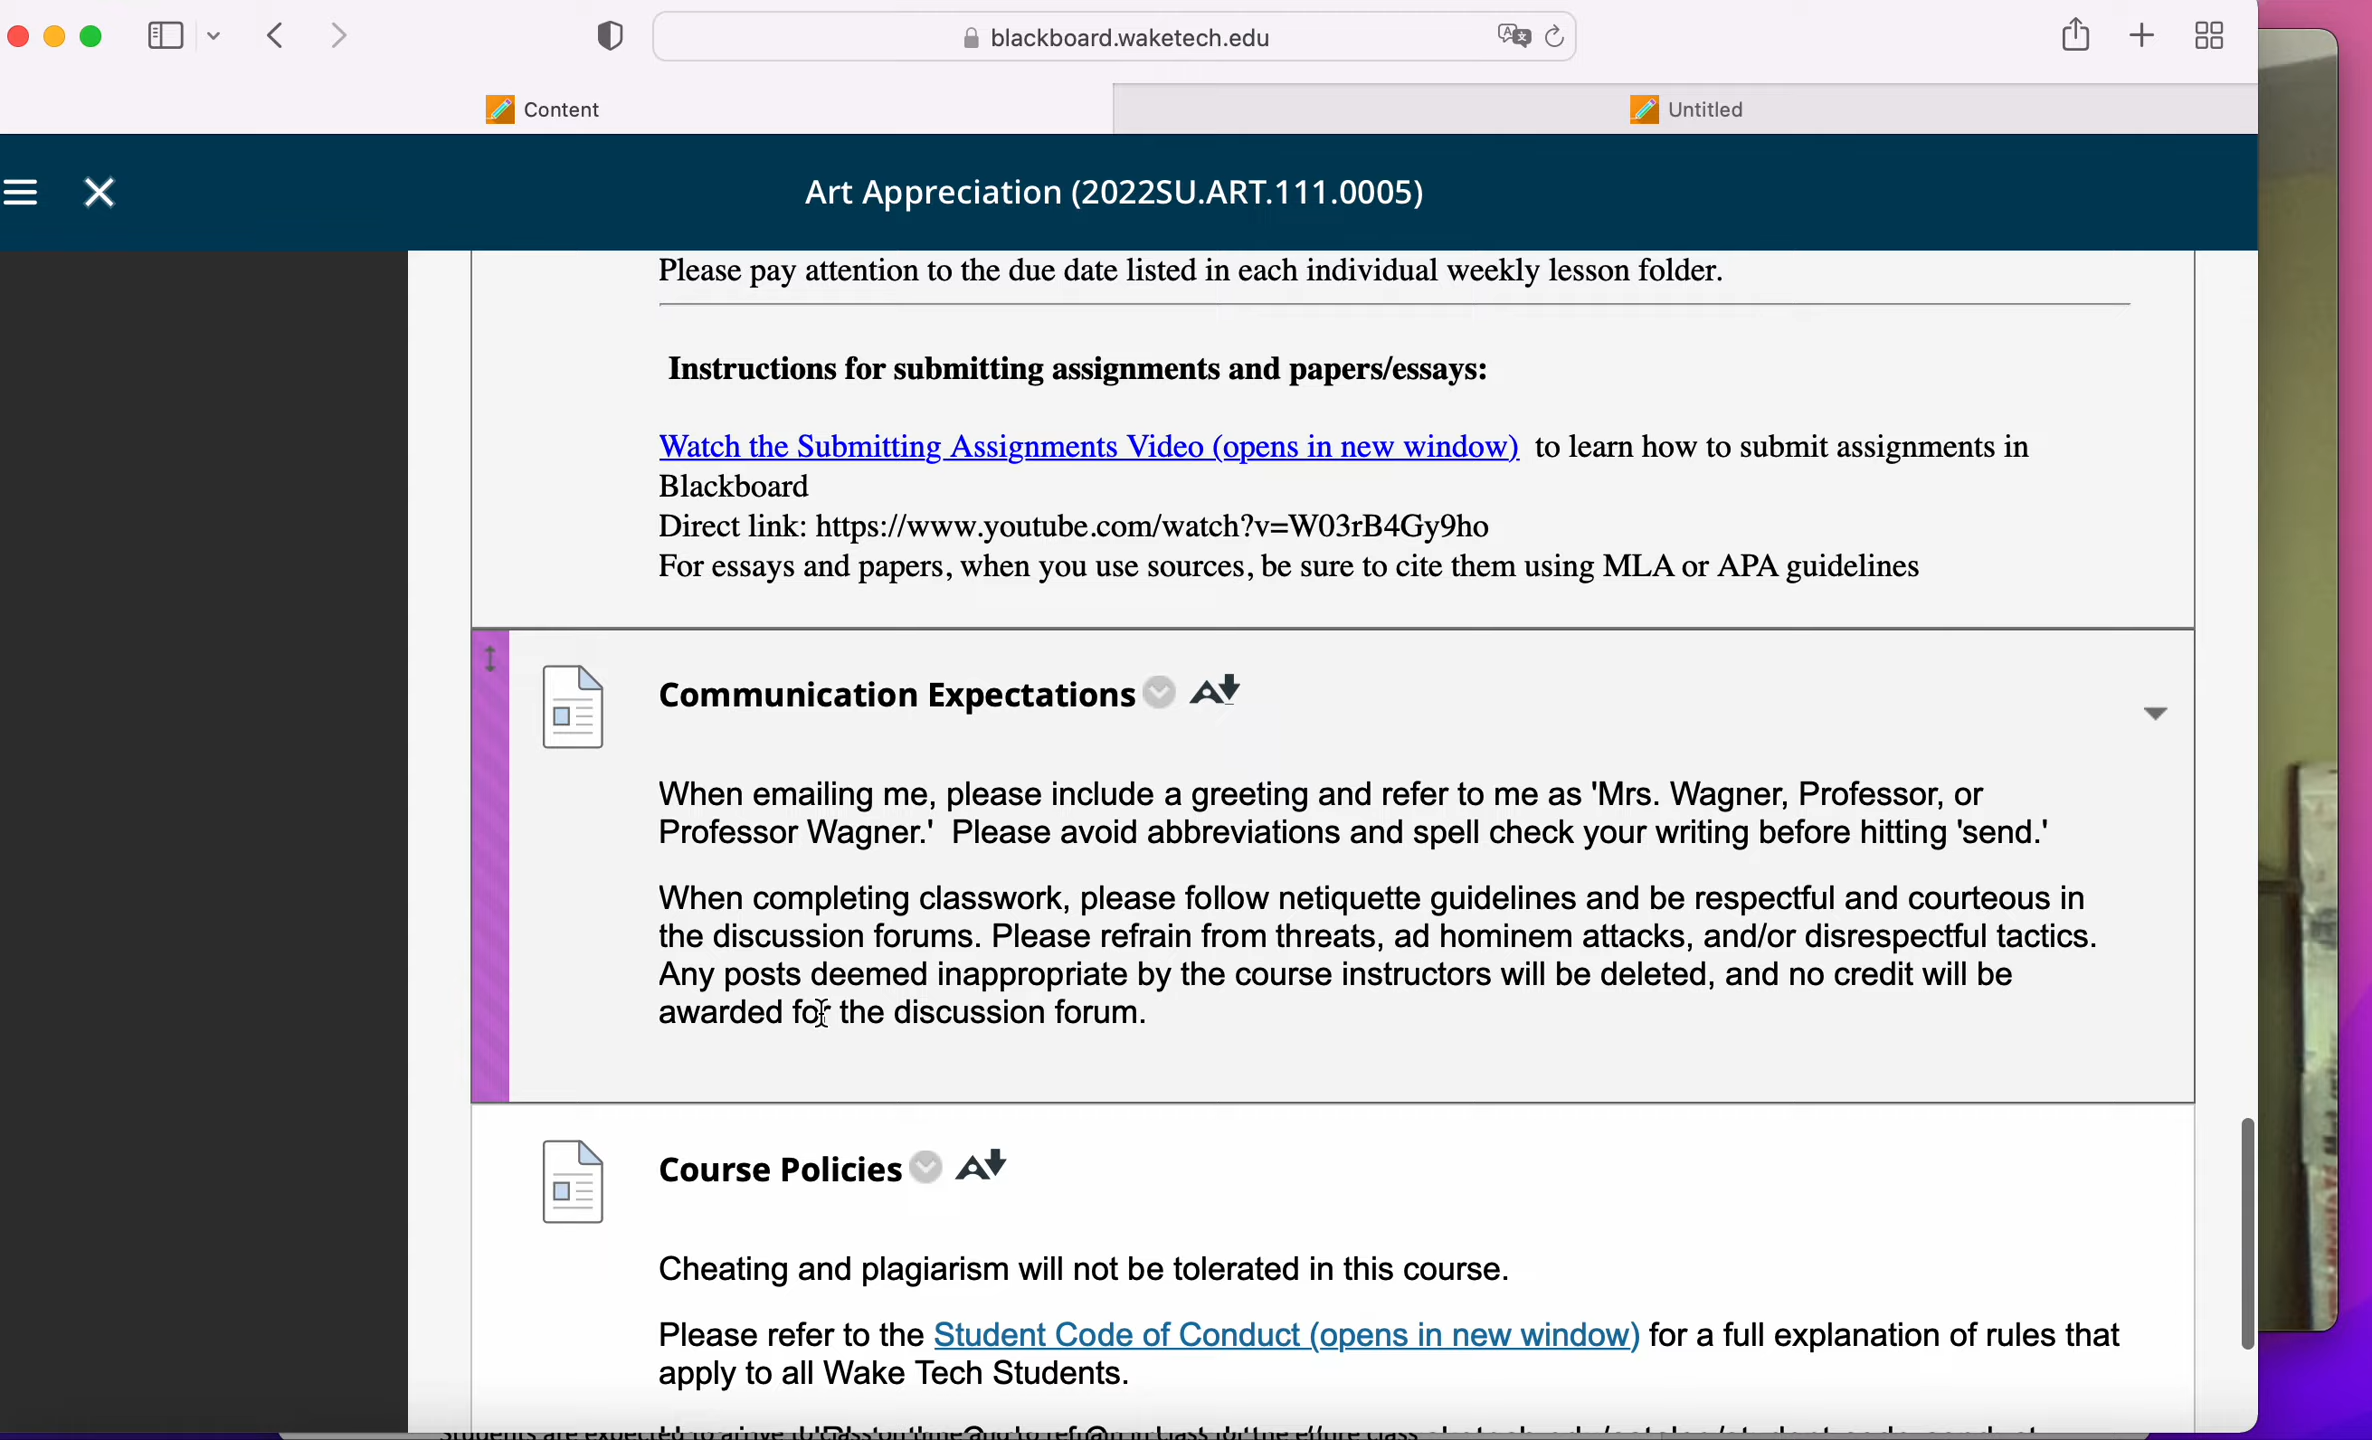 blackboard.waketech.edu
Content
Untitled
Art Appreciation (2022SU.ART.111.0005)
Please pay attention to the due date listed in each individual weekly lesson folder.
Instructions for submitting assignments and papers/essays:
Watch the Submitting Assignments Video (opens in new window) to learn how to submit assignments in
Blackboard
Direct link: https://www.youtube.com/watch?v=W03rB4Gy9ho
For essays and papers, when you use sources, be sure to cite them using MLA or APA guidelines
Communication Expectations
When emailing me, please include a greeting and refer to me as 'Mrs. Wagner, Professor, or
Professor Wagner.' Please avoid abbreviations and spell check your writing before hitting 'send.'
When completing classwork, please follow netiquette guidelines and be respectful and courteous in
the discussion forums. Please refrain from threats, ad hominem attacks, and/or disrespectful tactics.
Any posts deemed inappropriate by the course instructors will be deleted, and no credit will be
awarded for the discussion forum.
Course Policies
Cheating and plagiarism will not be tolerated in this course.
Please refer to the Student Code of Conduct (opens in new window) for a full explanation of rules that
apply to all Wake Tech Students.